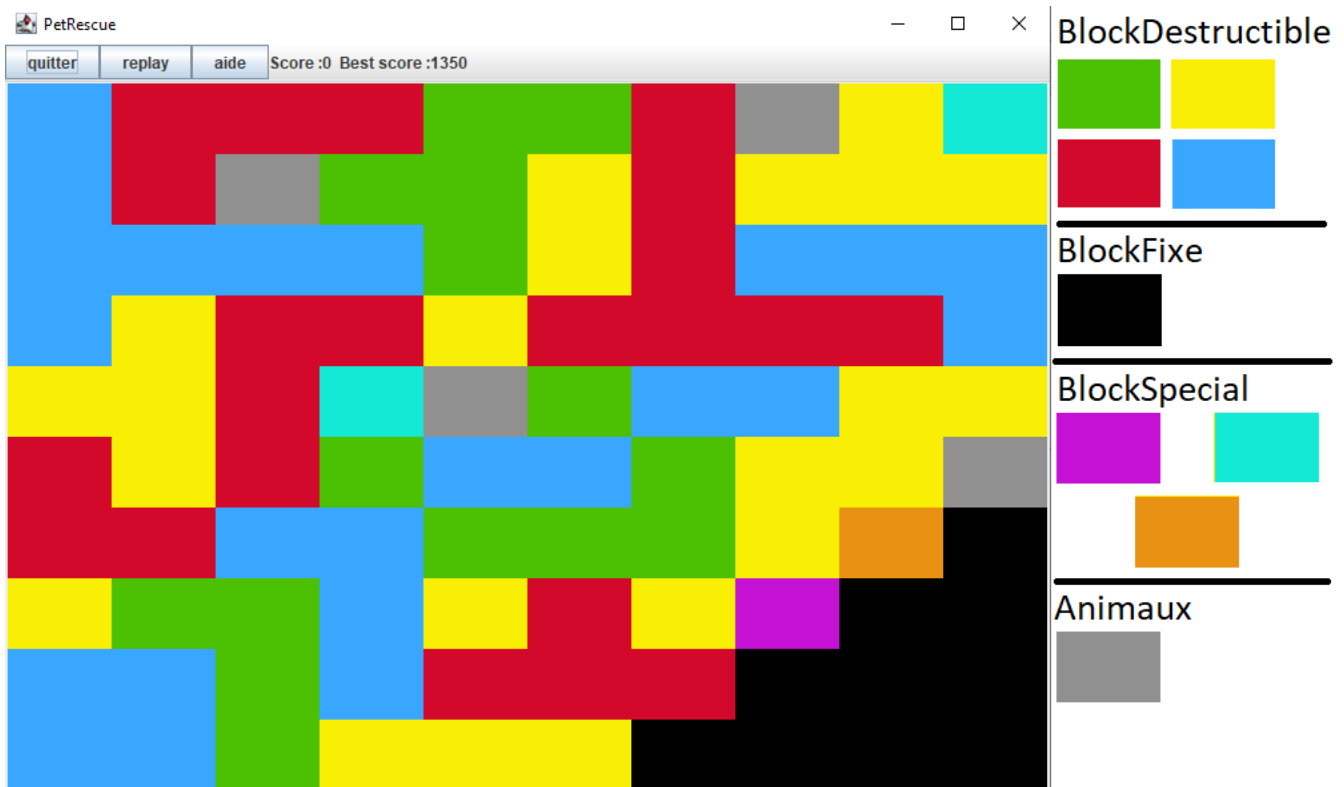 PetRescue
quitter replay aide Score :0 Best score :1350
BlockDestructible
BlockFixe
BlockSpecial
Animaux